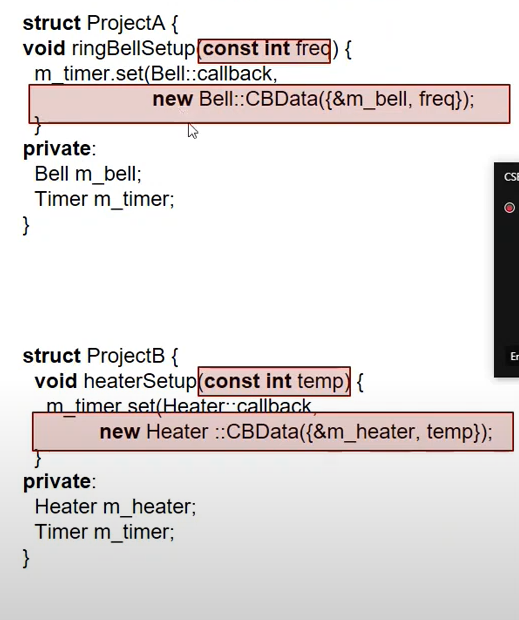 struct ProjectA {
void ringBellSetup(const int freq) {
m_timer.set(Bell::callback,
new Bell::CBData({&m_bell, freq});
}
private:
Bell m_bell;
Timer m_timer;
}
CSE
struct ProjectB {
void heaterSetup(const int temp) {
m_timer.set(Heater::callback,
new Heater ::CBData({&m_heater, temp});
}
private:
Heater m_heater;
Timer m_timer;
}